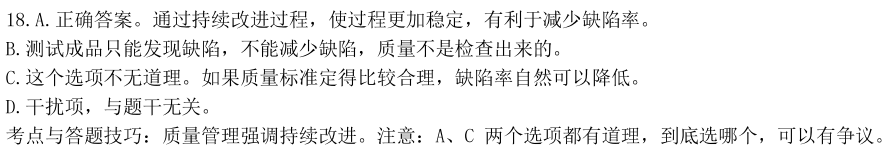 18. A. 正确答案。通过持续改进过程，使过程更加稳定，有利于减少缺陷率。
B. 测试成品只能发现缺陷，不能减少缺陷，质量不是检查出来的。
C. 这个选项不无道理。如果质量标准定得比较合理，缺陷率自然可以降低。
D. 干扰项，与题干无关。
考点与答题技巧：质量管理强调持续改进。注意：A、C 两个选项都有道理，到底选哪个，可以有争议。